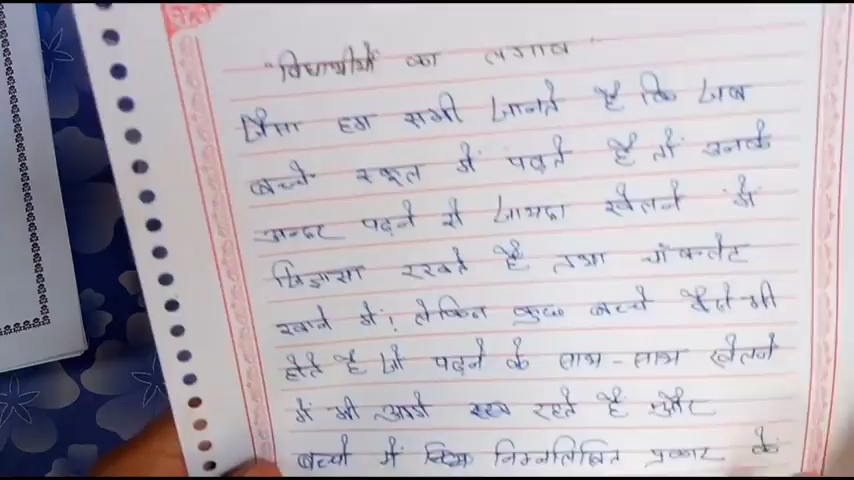 "विधार्थीयों का लगाव"
जैसा हम सभी जानते है कि जब
बच्चे स्कूल में पढ़ते है तो उनके
अन्दर पढ़ने से जायदा खेलने में
जिज्ञासा रखते है तथा चॉकलेट
खाने में। लेकिन कुछ बच्चे ऐसे भी
होते है जो पढ़ने के साथ-साथ खेलने
में भी आगे रहते है और
बच्चों में निम्नलिखित प्रकार के